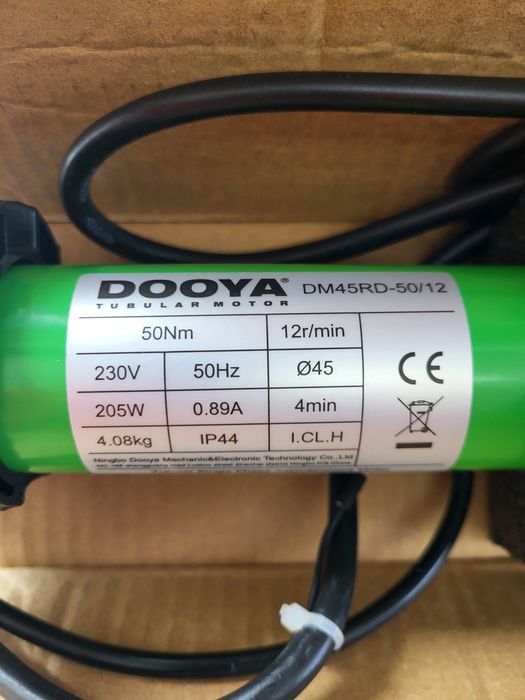 DOOYA® DM45RD-50/12
TUBULAR MOTOR
50Nm 12r/min
230V 50Hz Ø45
205W 0.89A 4min
4.08kg IP44 I.CL.H
CE
Ningbo Dooya Mechanic&Electronic Technology Co.,Ltd